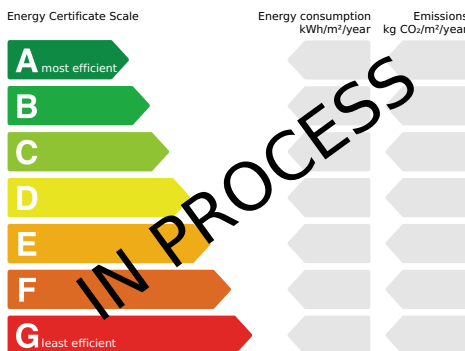 Energy Certificate Scale
Energy consumption
kWh/m²/year
Emissions
kg CO₂/m²/year
A most efficient
B
C
D
E
F
G least efficient
IN PROCESS